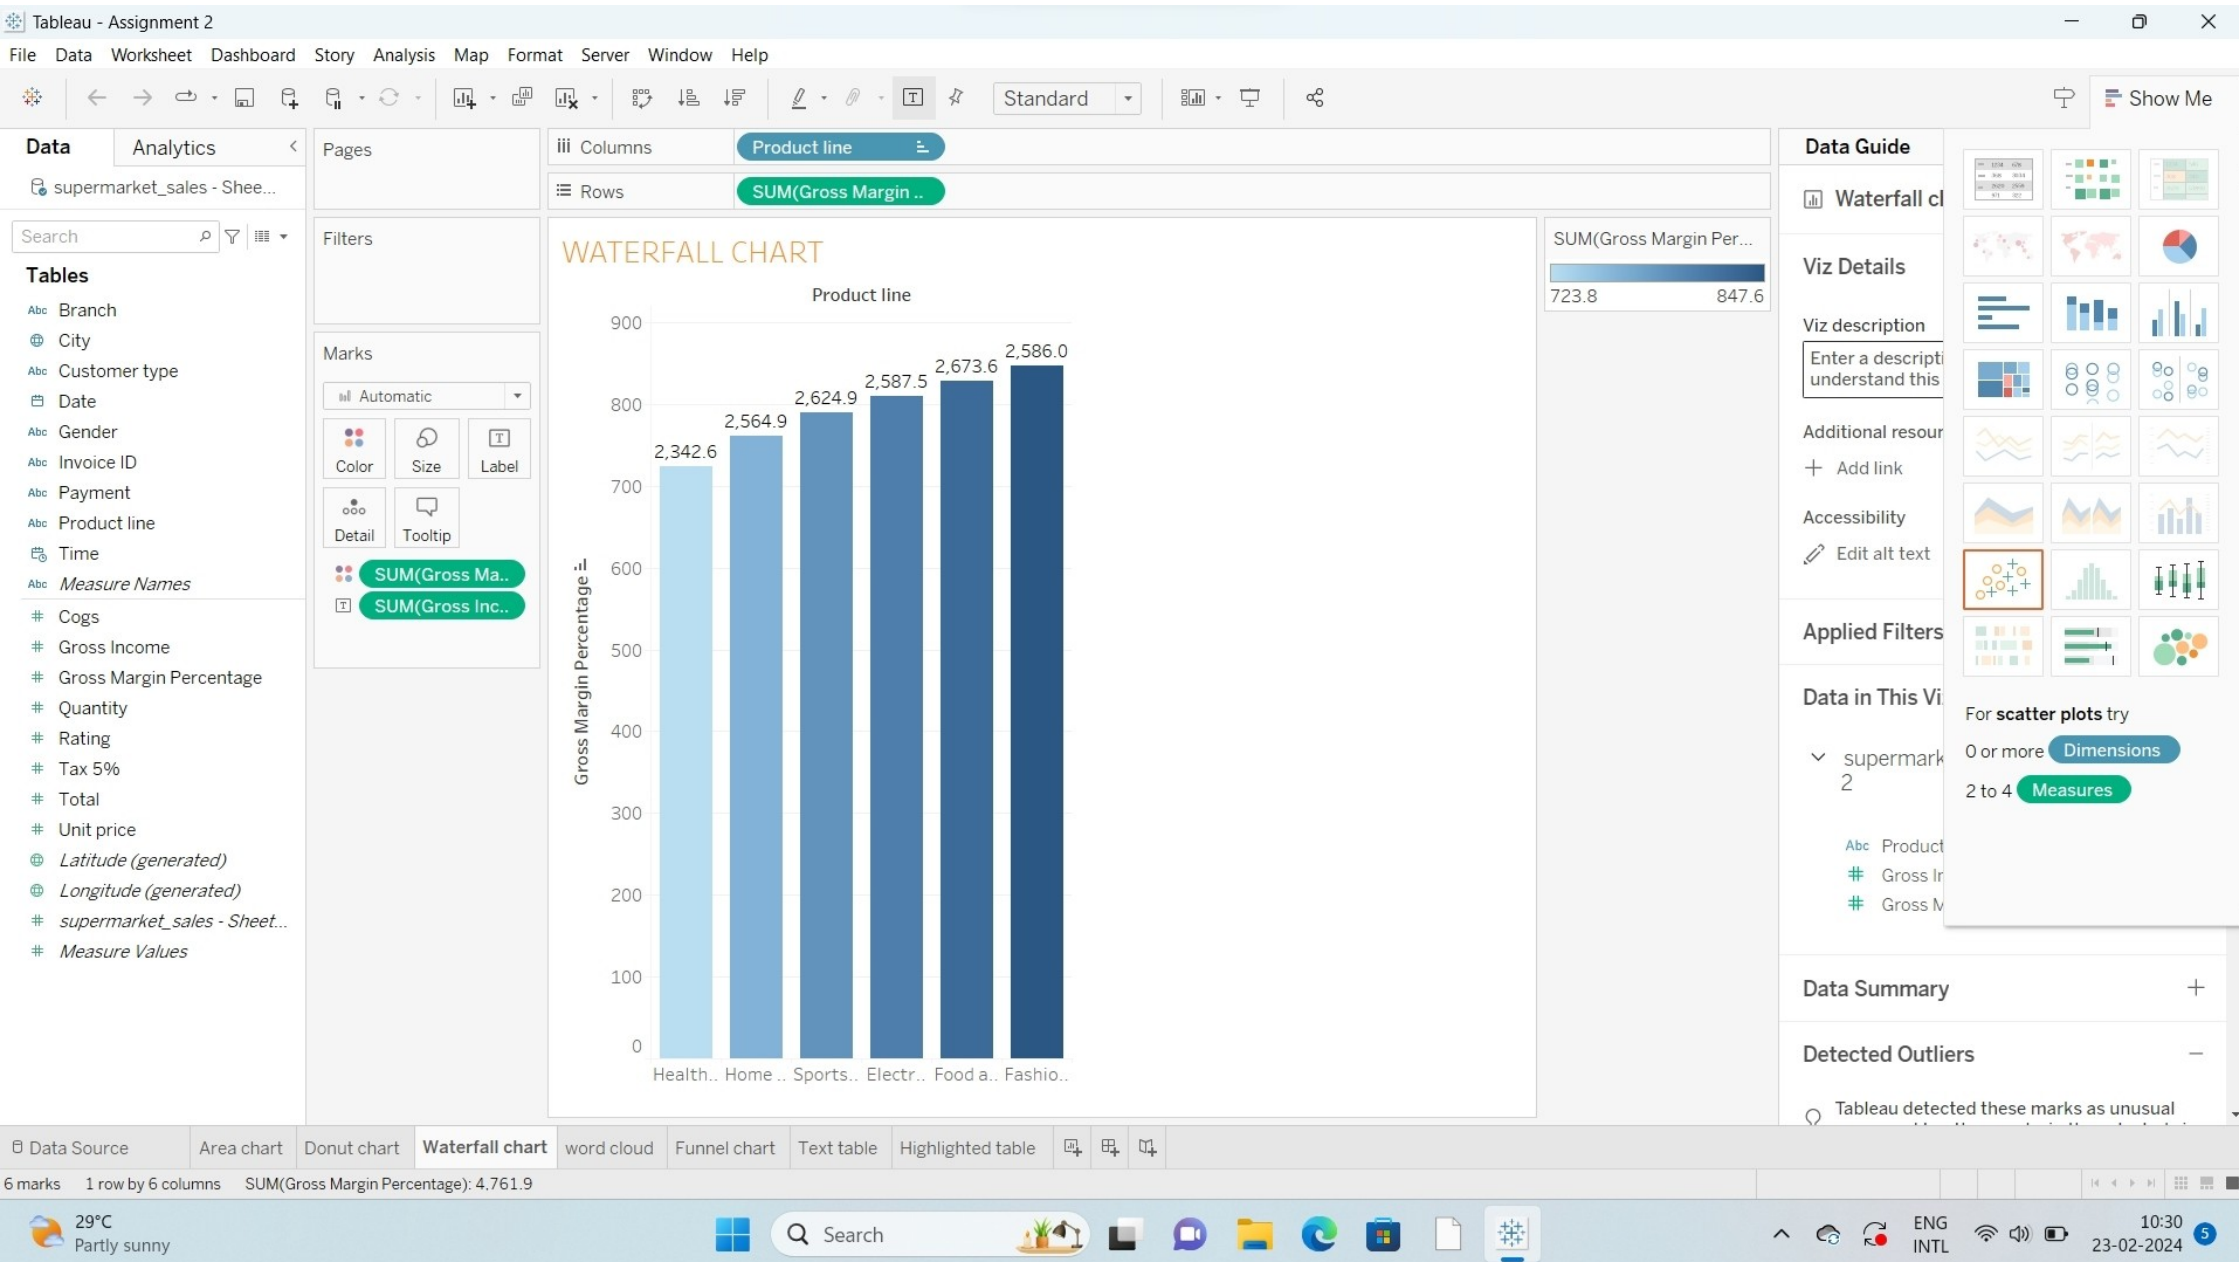 Tableau - Assignment 2
File Data Worksheet Dashboard Story Analysis Map Format Server Window Help
Standard
Show Me
Data Analytics
supermarket_sales - Shee...
Search
Tables
Abc Branch
City
Abc Customer type
Date
Abc Gender
Abc Invoice ID
Abc Payment
Abc Product line
Time
Abc Measure Names
# Cogs
# Gross Income
# Gross Margin Percentage
# Quantity
# Rating
# Tax 5%
# Total
# Unit price
Latitude (generated)
Longitude (generated)
# supermarket_sales - Sheet...
# Measure Values
Pages
Filters
Marks
Automatic
Color Size Label
Detail Tooltip
SUM(Gross Ma..
SUM(Gross Inc..
Columns Product line
Rows SUM(Gross Margin ..
WATERFALL CHART
Product line
Gross Margin Percentage
900
800
700
600
500
400
300
200
100
0
2,342.6
2,564.9
2,624.9
2,587.5
2,673.6
2,586.0
Health.. Home .. Sports.. Electr.. Food a.. Fashio..
SUM(Gross Margin Per...
723.8 847.6
Data Guide
Waterfall cl
Viz Details
Viz description
Enter a descripti
understand this
Additional resour
Add link
Accessibility
Edit alt text
Applied Filters
Data in This Vi
supermark
2
Abc Product
# Gross Ir
# Gross M
Data Summary
Detected Outliers
Tableau detected these marks as unusual
For scatter plots try
0 or more Dimensions
2 to 4 Measures
Data Source Area chart Donut chart Waterfall chart word cloud Funnel chart Text table Highlighted table
6 marks 1 row by 6 columns SUM(Gross Margin Percentage): 4,761.9
29°C
Partly sunny
Search
ENG
INTL
10:30
23-02-2024
5